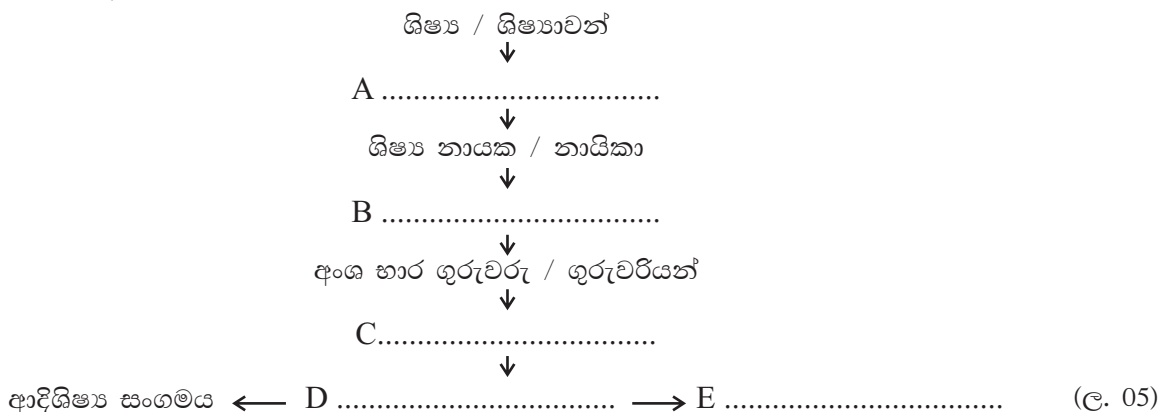 ශිෂ්‍ය / ශිෂ්‍යාවන්
A ..................................
ශිෂ්‍ය නායක / නායිකා
B ..................................
අංශ භාර ගුරුවරු / ගුරුවරියන්
C..................................
ආදිශිෂ්‍ය සංගමය ← D .................................. → E .................................. (ල. 05)